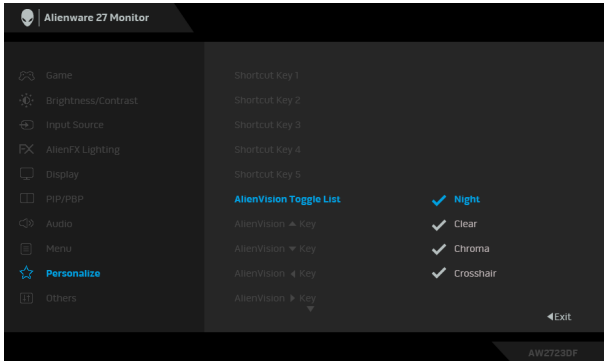 Alienware 27 Monitor
Game
Brightness/Contrast
Input Source
FX AlienFX Lighting
Display
PIP/PBP
Audio
Menu
Personalize
Others
Shortcut Key 1
Shortcut Key 2
Shortcut Key 3
Shortcut Key 4
Shortcut Key 5
AlienVision Toggle List
AlienVision ▲ Key
AlienVision ▼ Key
AlienVision ◀ Key
AlienVision ▶ Key
Night
Clear
Chroma
Crosshair
◀Exit
AW2723DF